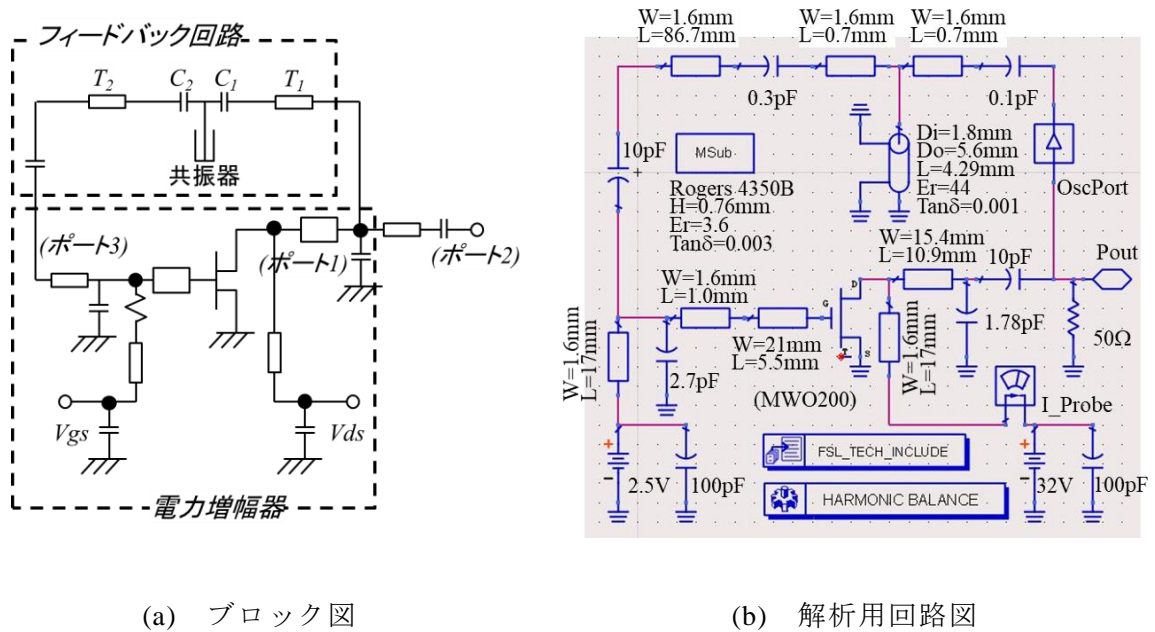 フィードバック回路
T2 C2 C1 T1
共振器
(ポート3)
(ポート1)
(ポート2)
Vgs
Vds
電力増幅器
(a) ブロック図
W=1.6mm
L=86.7mm
W=1.6mm
L=0.7mm
W=1.6mm
L=0.7mm
0.3pF
0.1pF
10pF
+
MSub
Rogers 4350B
H=0.76mm
Er=3.6
Tanδ=0.003
Di=1.8mm
Do=5.6mm
L=4.29mm
Er=44
Tanδ=0.001
OscPort
W=15.4mm
L=10.9mm
10pF
Pout
W=1.6mm
L=1.0mm
G
D
S
W=21mm
L=5.5mm
W=1.6mm
L=17mm
2.7pF
W=1.6mm
L=17mm
1.78pF
50Ω
(MWO200)
I_Probe
FSL_TECH_INCLUDE
HARMONIC BALANCE
+
-
2.5V
100pF
+
-
32V
100pF
(b) 解析用回路図